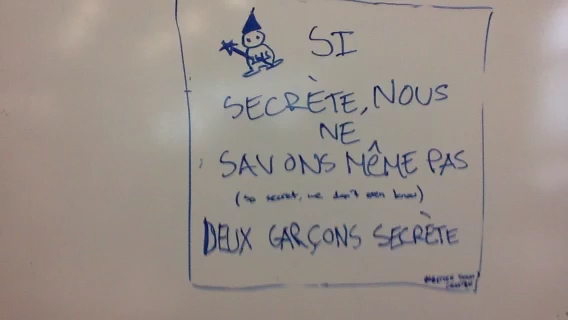 SI
SECRÈTE, NOUS
NE
SAVONS MÊME PAS
(so secret, we don't even know)
DEUX GARÇONS SECRÈTE